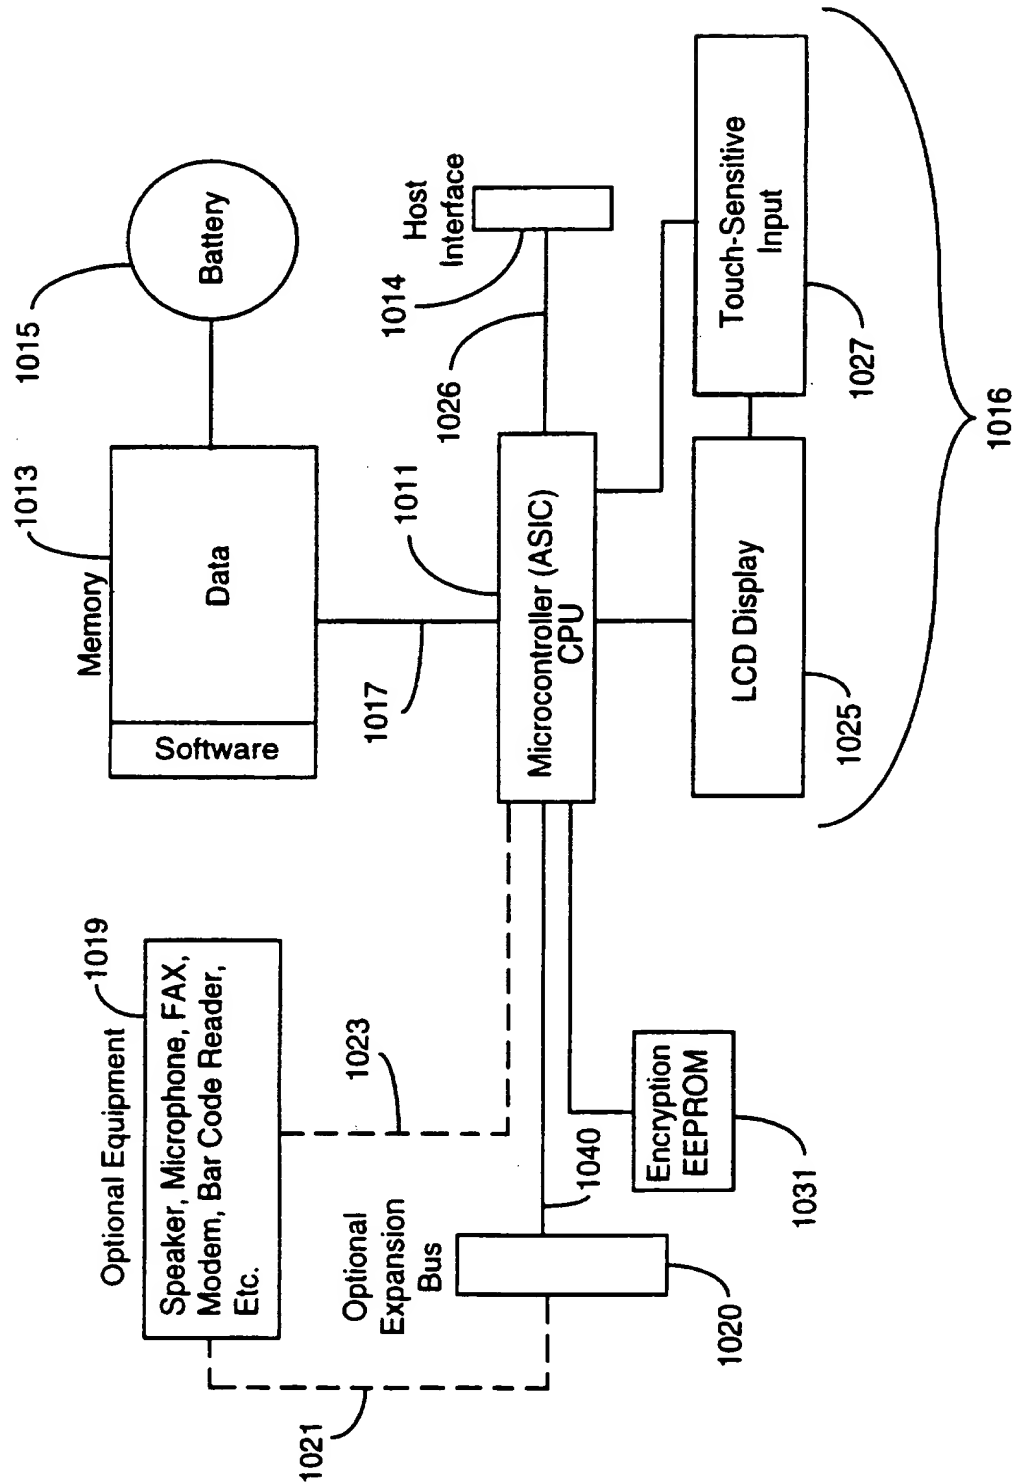 Optional Equipment
1019
Speaker, Microphone, FAX,
Modem, Bar Code Reader,
Etc.
1021
1023
Optional
Expansion
Bus
1020
1040
Encryption
EEPROM
1031
Memory
1013
Software
Data
1015
Battery
1017
1011
Microcontroller (ASIC)
CPU
1026
1014
Host
Interface
LCD Display
1025
Touch-Sensitive
Input
1027
1016